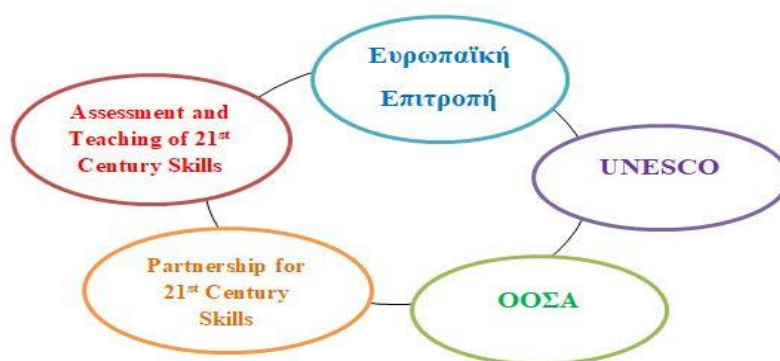 Ευρωπαϊκή
Επιτροπή
Assessment and
Teaching of 21st
Century Skills
UNESCO
Partnership for
21st Century
Skills
ΟΟΣΑ